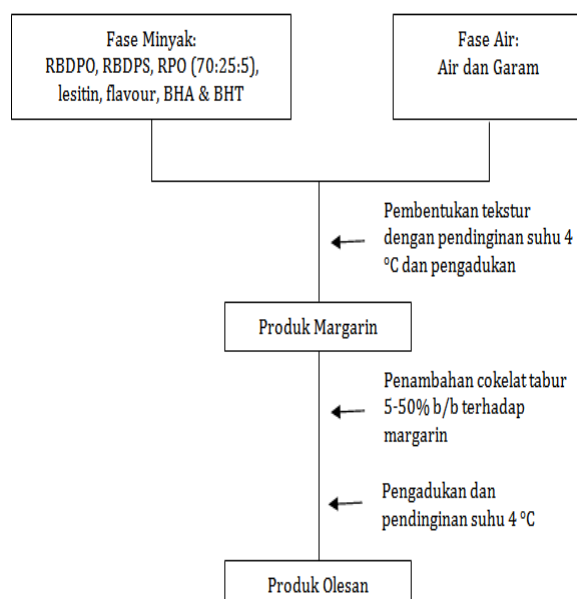 Fase Minyak:
RBDPO, RBDPS, RPO (70:25:5),
lesitin, flavour, BHA & BHT
Fase Air:
Air dan Garam
Pembentukan tekstur
dengan pendinginan suhu 4
°C dan pengadukan
Produk Margarin
Penambahan cokelat tabur
5-50% b/b terhadap
margarin
Pengadukan dan
pendinginan suhu 4 °C
Produk Olesan